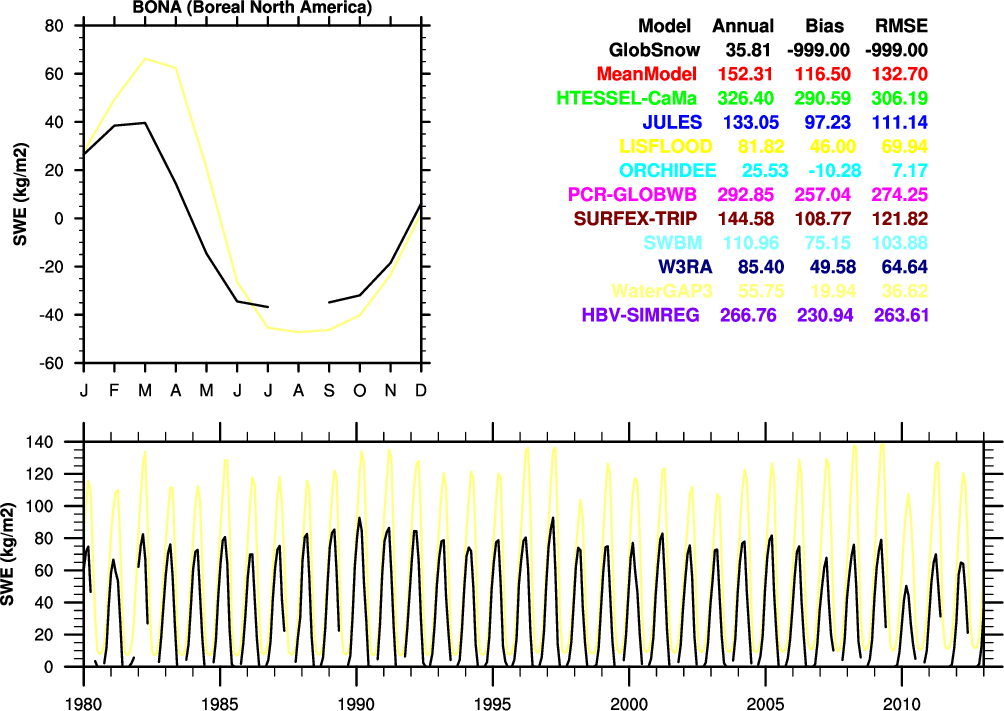 BONA (Boreal North America)
80
60
40
20
0
-20
-40
-60
SWE (kg/m2)
J F M A M J J A S O N D
Model Annual Bias RMSE
GlobSnow 35.81 -999.00 -999.00
MeanModel 152.31 116.50 132.70
HTESSEL-CaMa 326.40 290.59 306.19
JULES 133.05 97.23 111.14
LISFLOOD 81.82 46.00 69.94
ORCHIDEE 25.53 -10.28 7.17
PCR-GLOBWB 292.85 257.04 274.25
SURFEX-TRIP 144.58 108.77 121.82
SWBM 110.96 75.15 103.88
W3RA 85.40 49.58 64.64
WaterGAP3 55.75 19.94 36.62
HBV-SIMREG 266.76 230.94 263.61
140
120
100
80
60
40
20
0
SWE (kg/m2)
1980 1985 1990 1995 2000 2005 2010